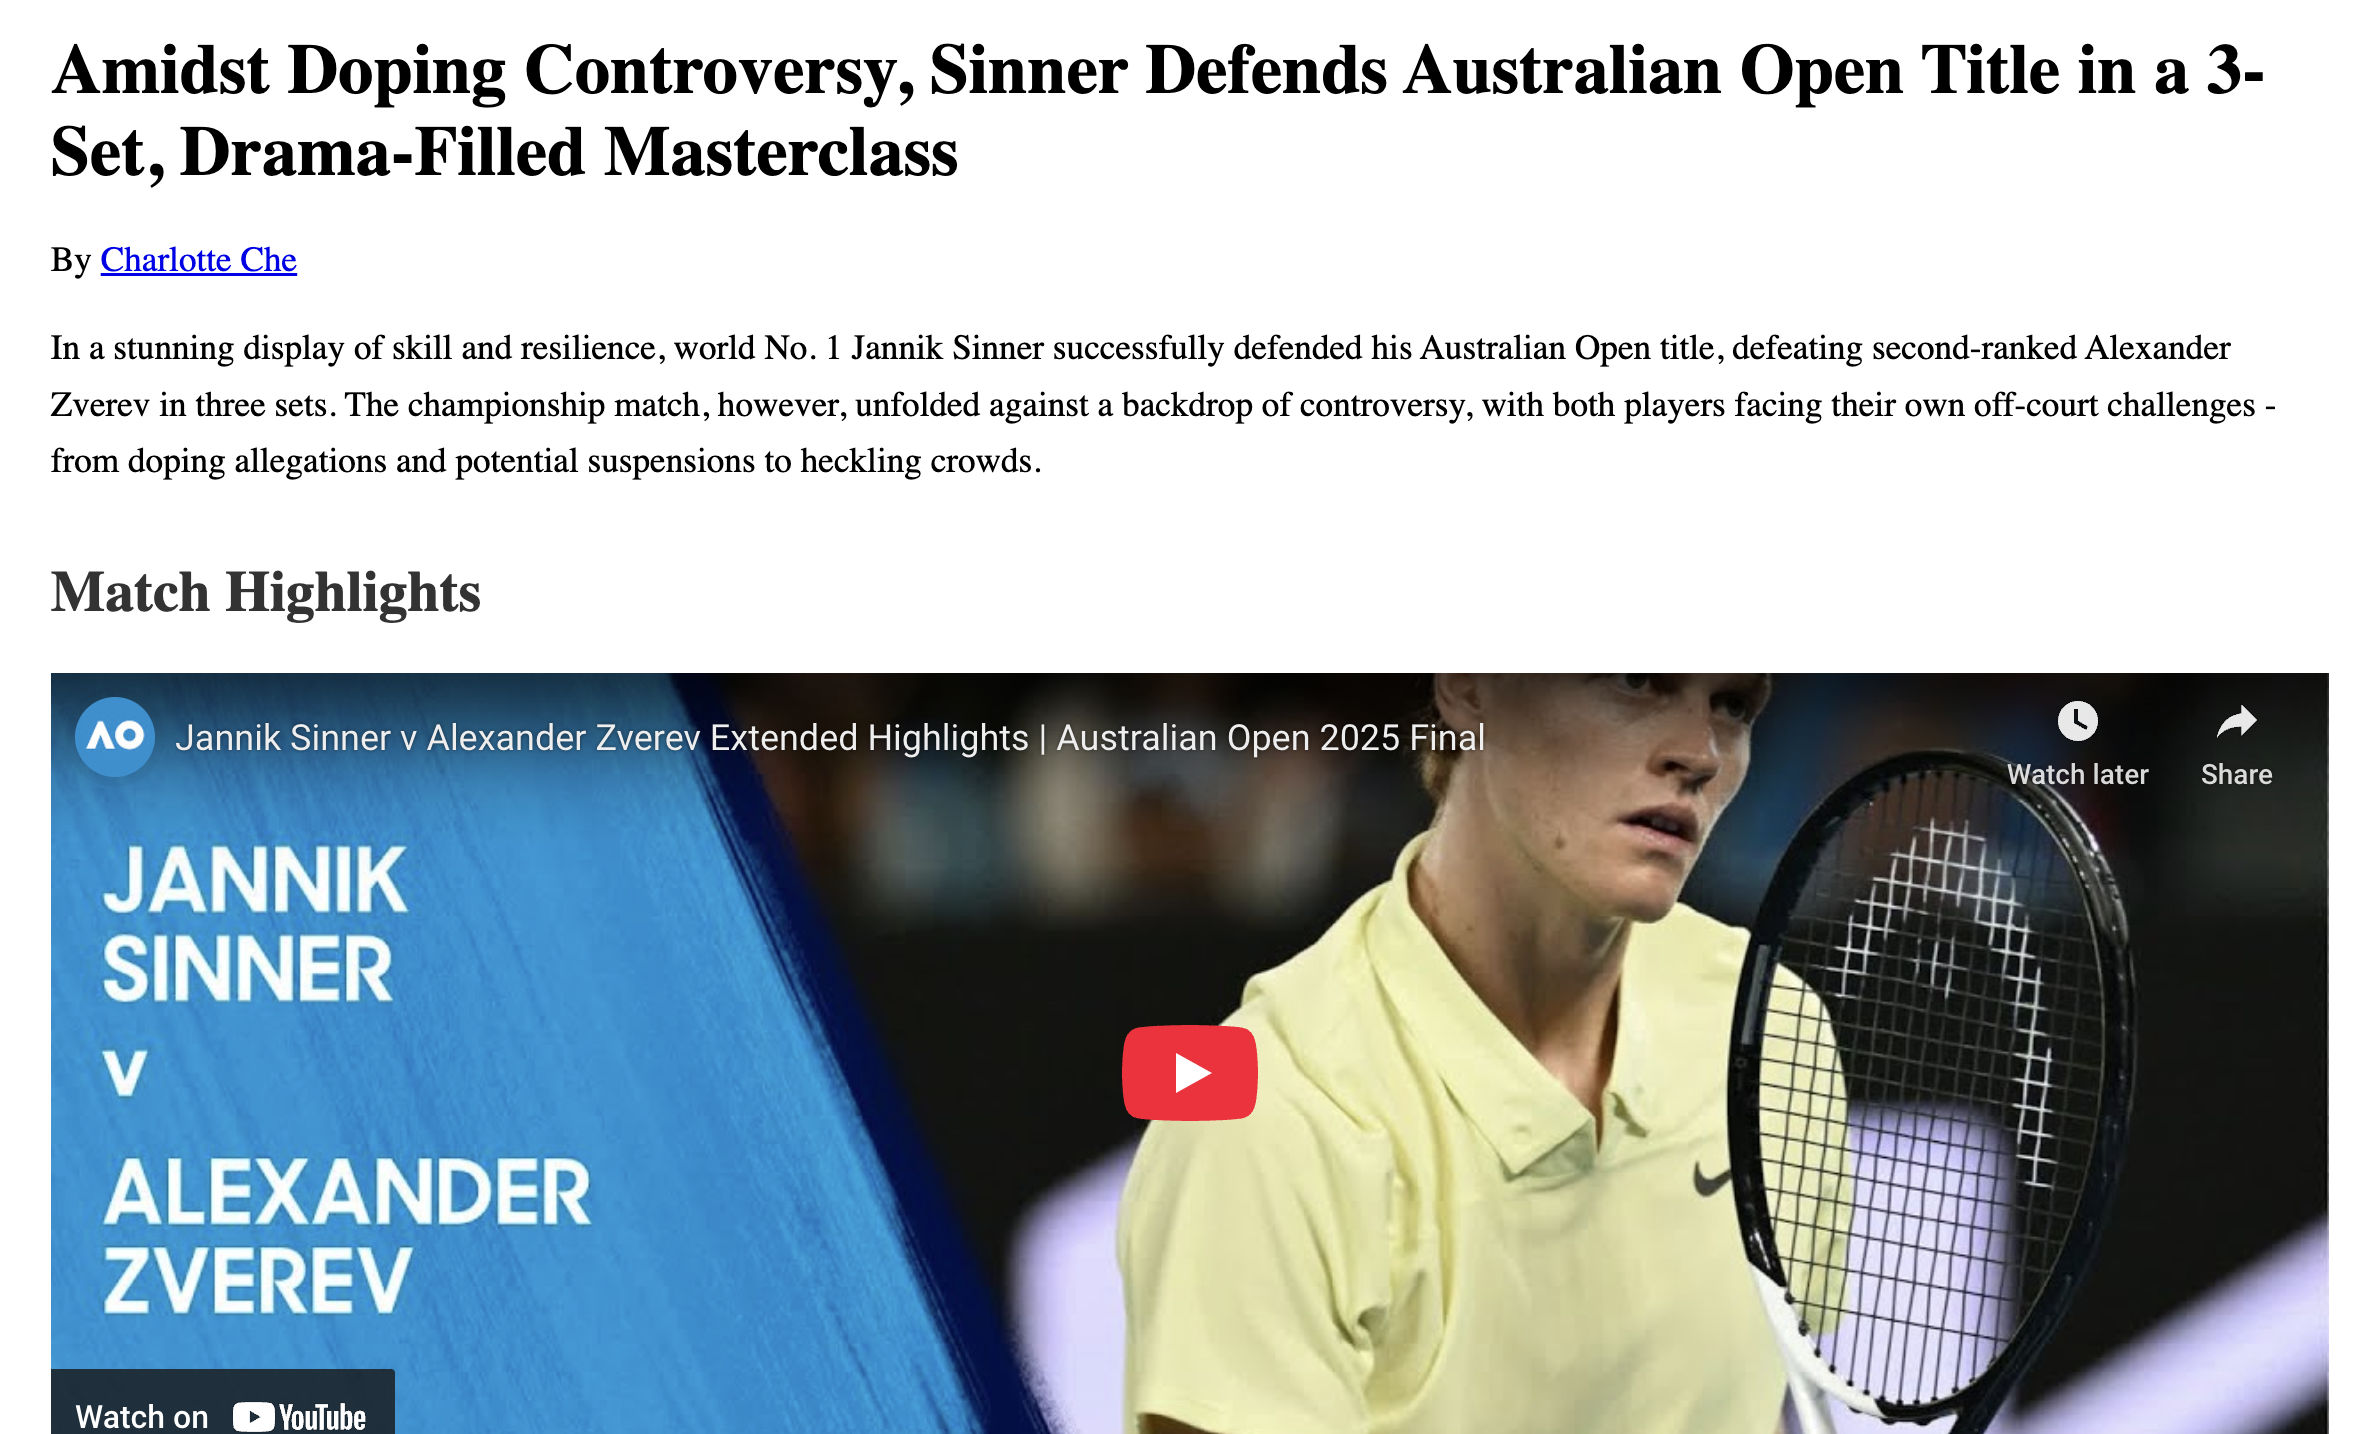 Amidst Doping Controversy, Sinner Defends Australian Open Title in a 3-
Set, Drama-Filled Masterclass
By Charlotte Che
In a stunning display of skill and resilience, world No. 1 Jannik Sinner successfully defended his Australian Open title, defeating second-ranked Alexander
Zverev in three sets. The championship match, however, unfolded against a backdrop of controversy, with both players facing their own off-court challenges -
from doping allegations and potential suspensions to heckling crowds.
Match Highlights
AO Jannik Sinner v Alexander Zverev Extended Highlights | Australian Open 2025 Final
Watch later
Share
JANNIK
SINNER
v
ALEXANDER
ZVEREV
Watch on YouTube